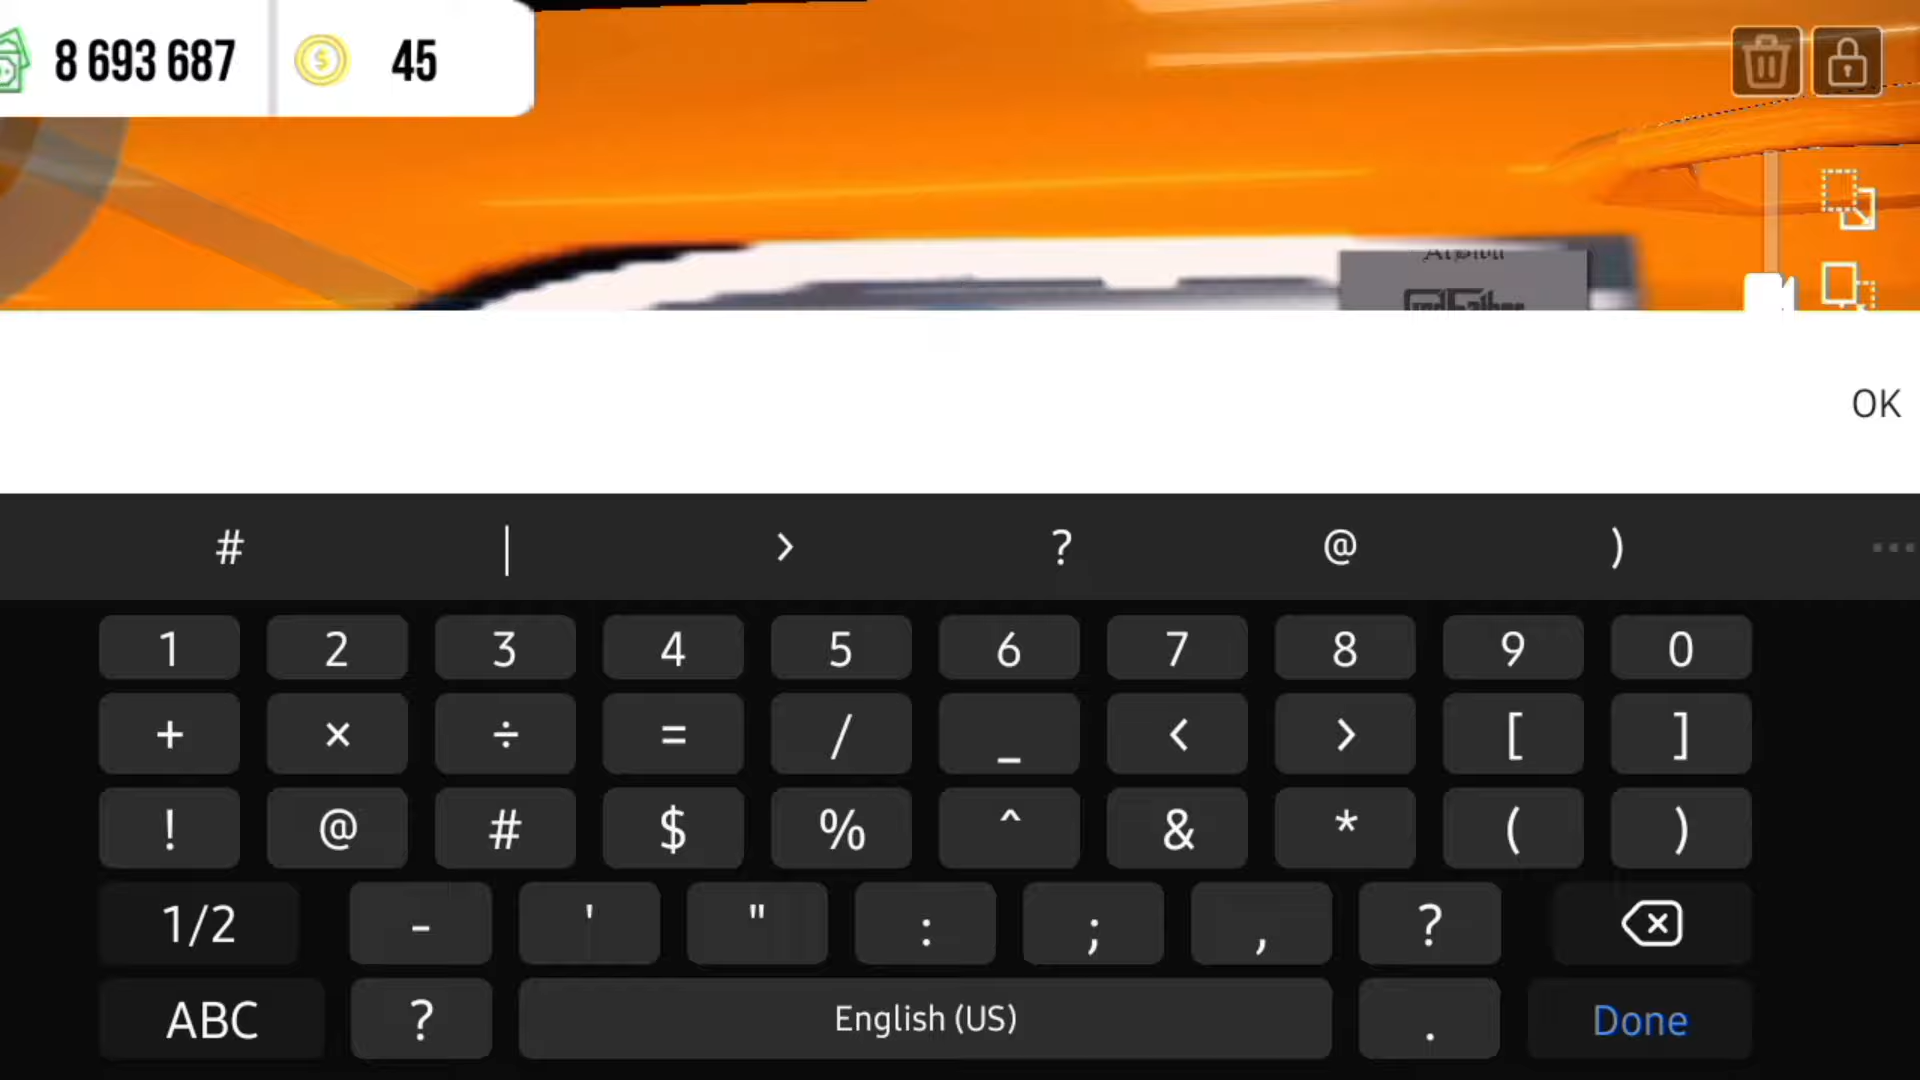 8 693 687 45
OK
# | > ? @ )
1 2 3 4 5 6 7 8 9 0
+ × ÷ = / _ < > [ ]
! @ # $ % ^ & * ( )
1/2 - ' " : ; , ?
ABC ? English (US) . Done